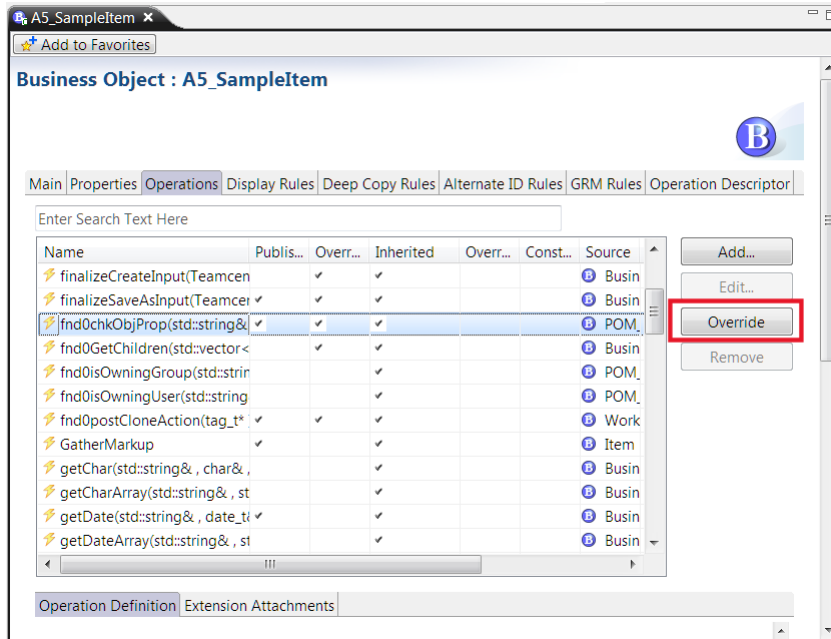 A5_SampleItem
Add to Favorites
Business Object : A5_SampleItem
B
Main Properties Operations Display Rules Deep Copy Rules Alternate ID Rules GRM Rules Operation Descriptor
Enter Search Text Here
Name Publis... Overr... Inherited Overr... Const... Source
finalizeCreateInput(Teamcen Busin
finalizeSaveAsInput(Teamcer Busin
fnd0chkObjProp(std::string& POM_
fnd0GetChildren(std::vector< Busin
fnd0isOwningGroup(std::strin POM_
fnd0isOwningUser(std::string POM_
fnd0postCloneAction(tag_t* Work
GatherMarkup Item
getChar(std::string& , char& , Busin
getCharArray(std::string& , st Busin
getDate(std::string& , date_t& Busin
getDateArray(std::string& , st Busin
Add...
Edit...
Override
Remove
Operation Definition Extension Attachments